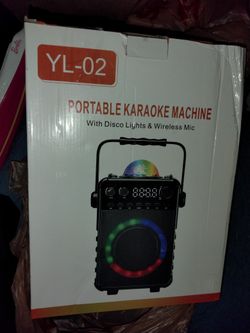 YL-02
PORTABLE KARAOKE MACHINE
With Disco Lights & Wireless Mic